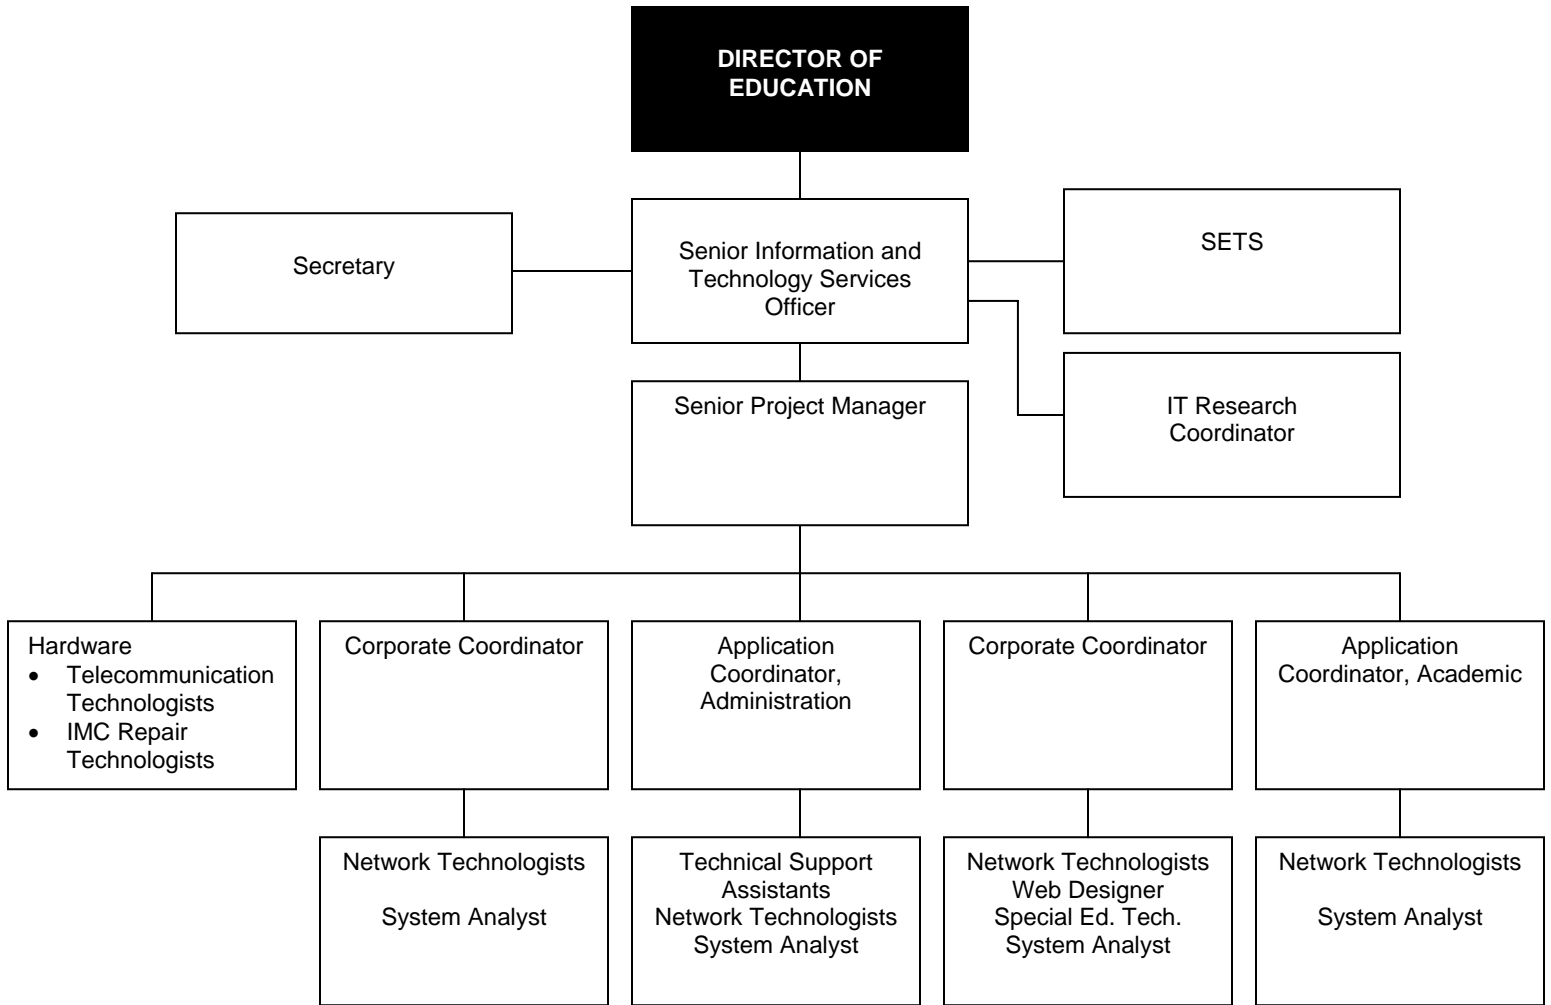 DIRECTOR OF
EDUCATION
Secretary
Senior Information and
Technology Services
Officer
SETS
Senior Project Manager
IT Research
Coordinator
Hardware
• Telecommunication
Technologists
• IMC Repair
Technologists
Corporate Coordinator
Application
Coordinator,
Administration
Corporate Coordinator
Application
Coordinator, Academic
Network Technologists
System Analyst
Technical Support
Assistants
Network Technologists
System Analyst
Network Technologists
Web Designer
Special Ed. Tech.
System Analyst
Network Technologists
System Analyst